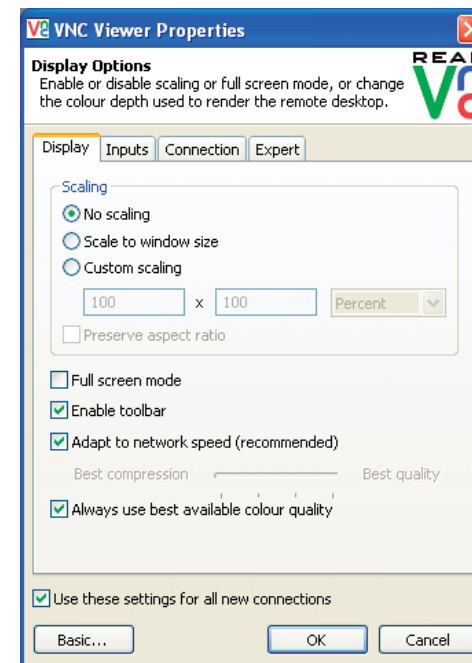 VNC Viewer Properties
Display Options
Enable or disable scaling or full screen mode, or change
the colour depth used to render the remote desktop.
REAL
Display Inputs Connection Expert
Scaling
No scaling
Scale to window size
Custom scaling
100 x 100 Percent
Preserve aspect ratio
Full screen mode
Enable toolbar
Adapt to network speed (recommended)
Best compression Best quality
Always use best available colour quality
Use these settings for all new connections
Basic... OK Cancel